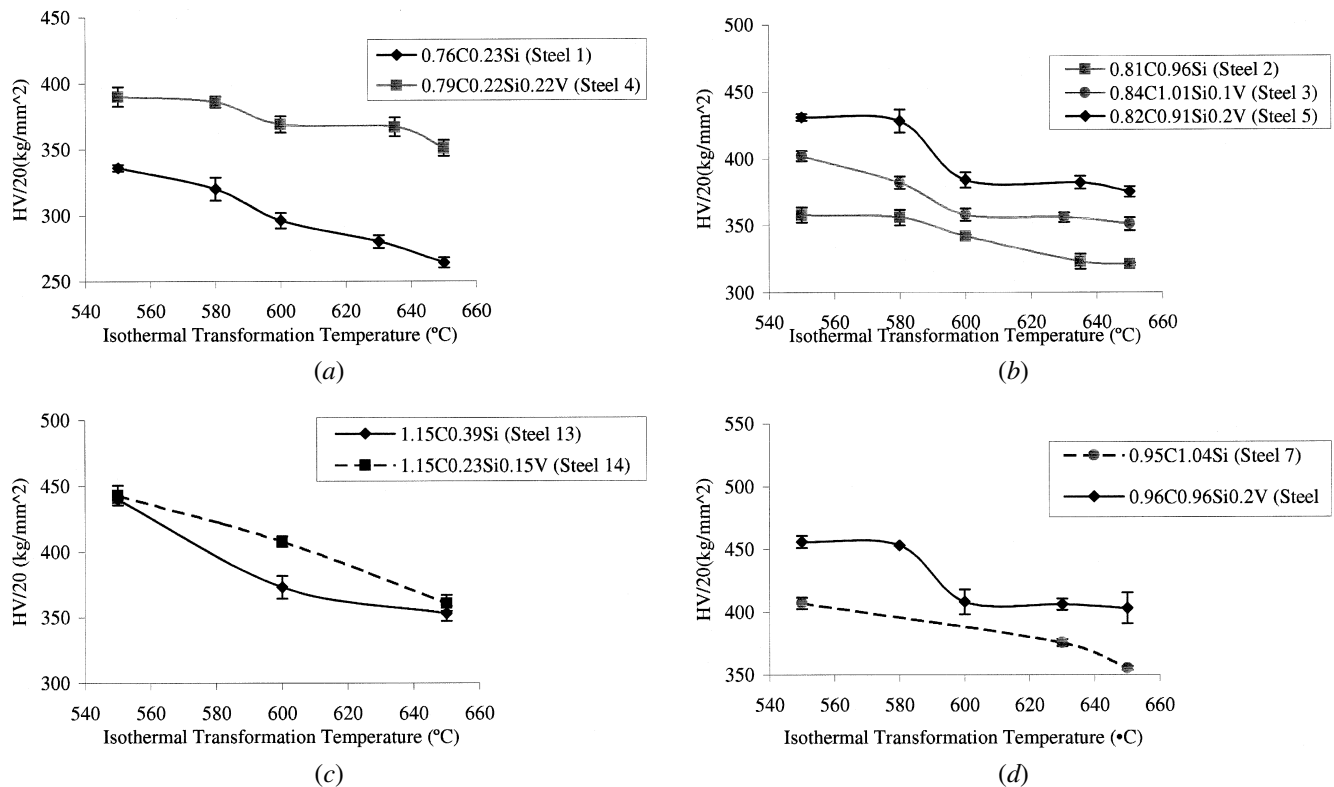 450
400
350
300
250
HV/20(kg/mm^2)
0.76C0.23Si (Steel 1)
0.79C0.22Si0.22V (Steel 4)
540 560 580 600 620 640 660
Isothermal Transformation Temperature (ºC)
(a)
500
450
400
350
300
HV/20(kg/mm^2)
0.81C0.96Si (Steel 2)
0.84C1.01Si0.1V (Steel 3)
0.82C0.91Si0.2V (Steel 5)
540 560 580 600 620 640 660
Isothermal Transformation Temperature (ºC)
(b)
500
450
400
350
300
HV/20 (kg/mm^2)
1.15C0.39Si (Steel 13)
1.15C0.23Si0.15V (Steel 14)
540 560 580 600 620 640 660
Isothermal Transformation Temperature (ºC)
(c)
550
500
450
400
350
HV/20(kg/mm^2)
0.95C1.04Si (Steel 7)
0.96C0.96Si0.2V (Steel
540 560 580 600 620 640 660
Isothermal Transformation Temperature (•C)
(d)